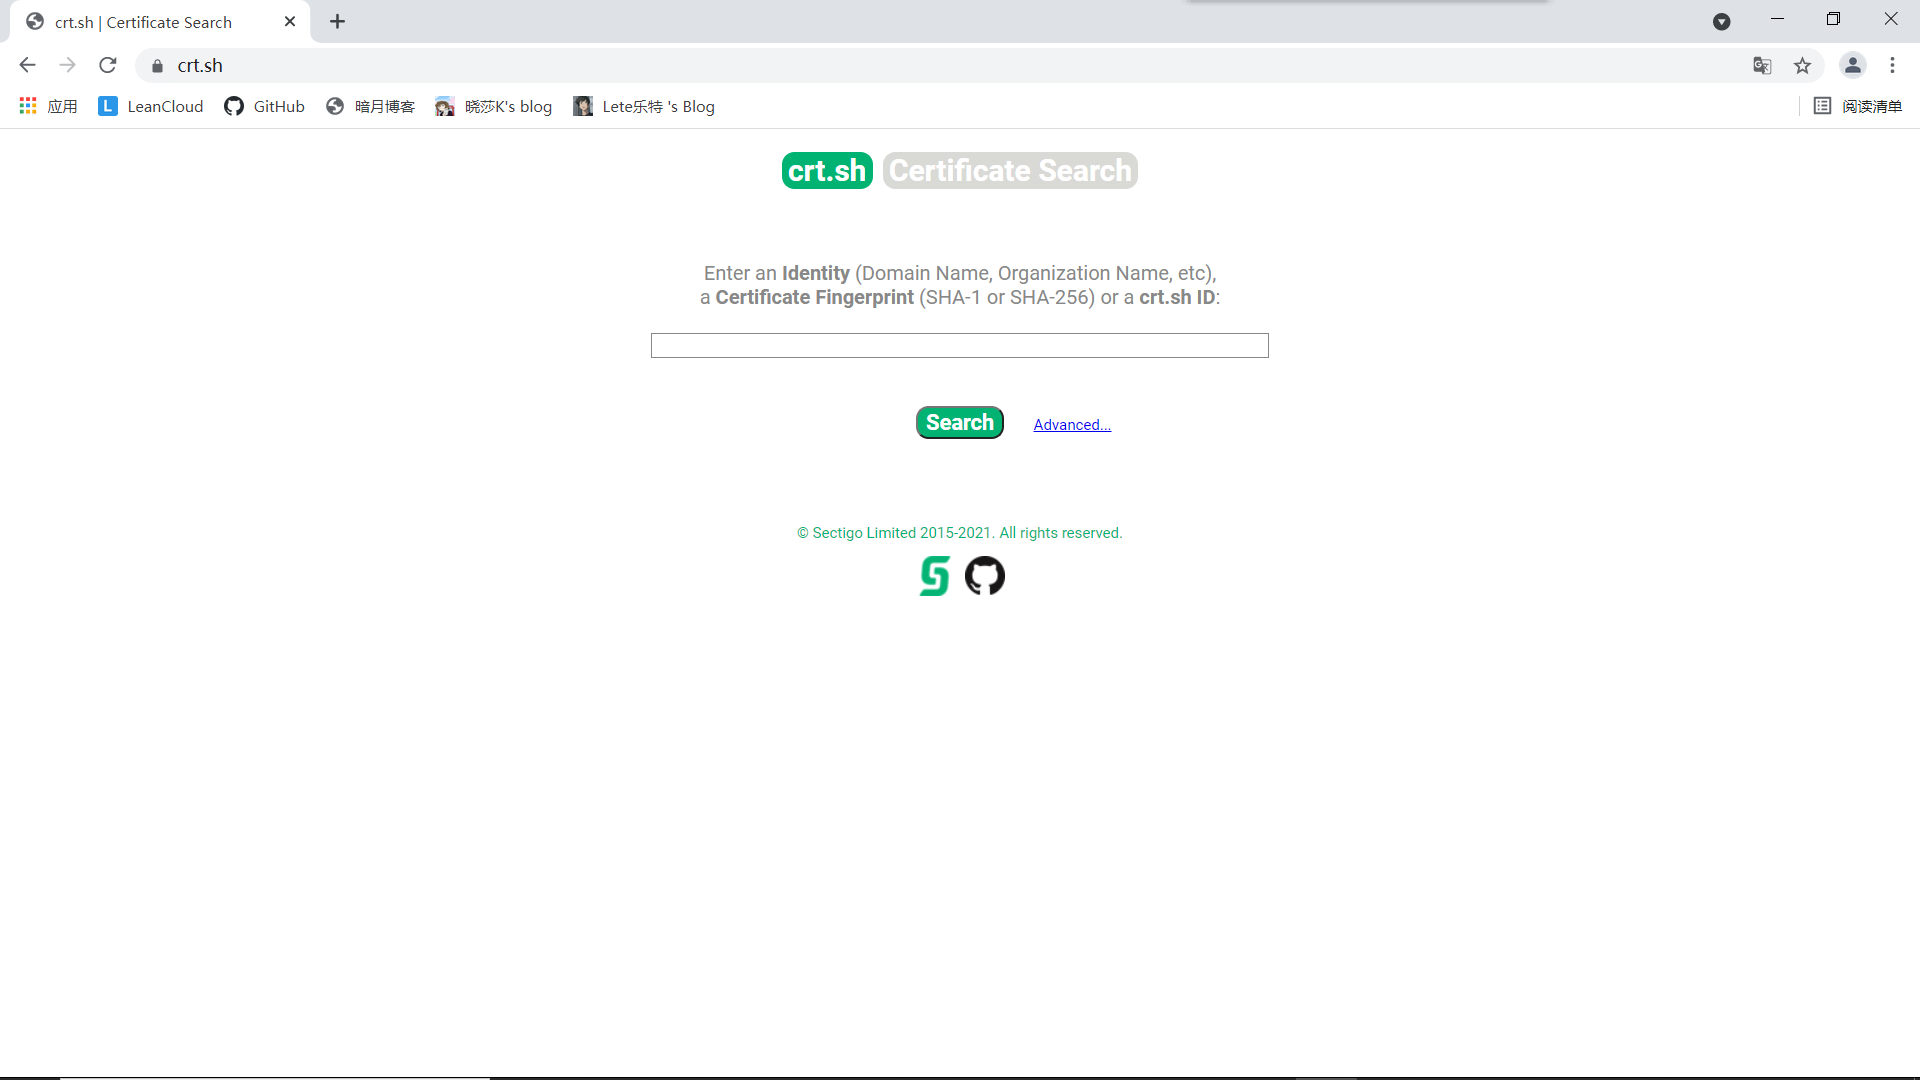 crt.sh | Certificate Search
crt.sh
应用 LeanCloud GitHub 暗月博客 晓莎K's blog Lete乐特 's Blog 阅读清单
crt.sh Certificate Search
Enter an Identity (Domain Name, Organization Name, etc),
a Certificate Fingerprint (SHA-1 or SHA-256) or a crt.sh ID:
Search Advanced...
© Sectigo Limited 2015-2021. All rights reserved.